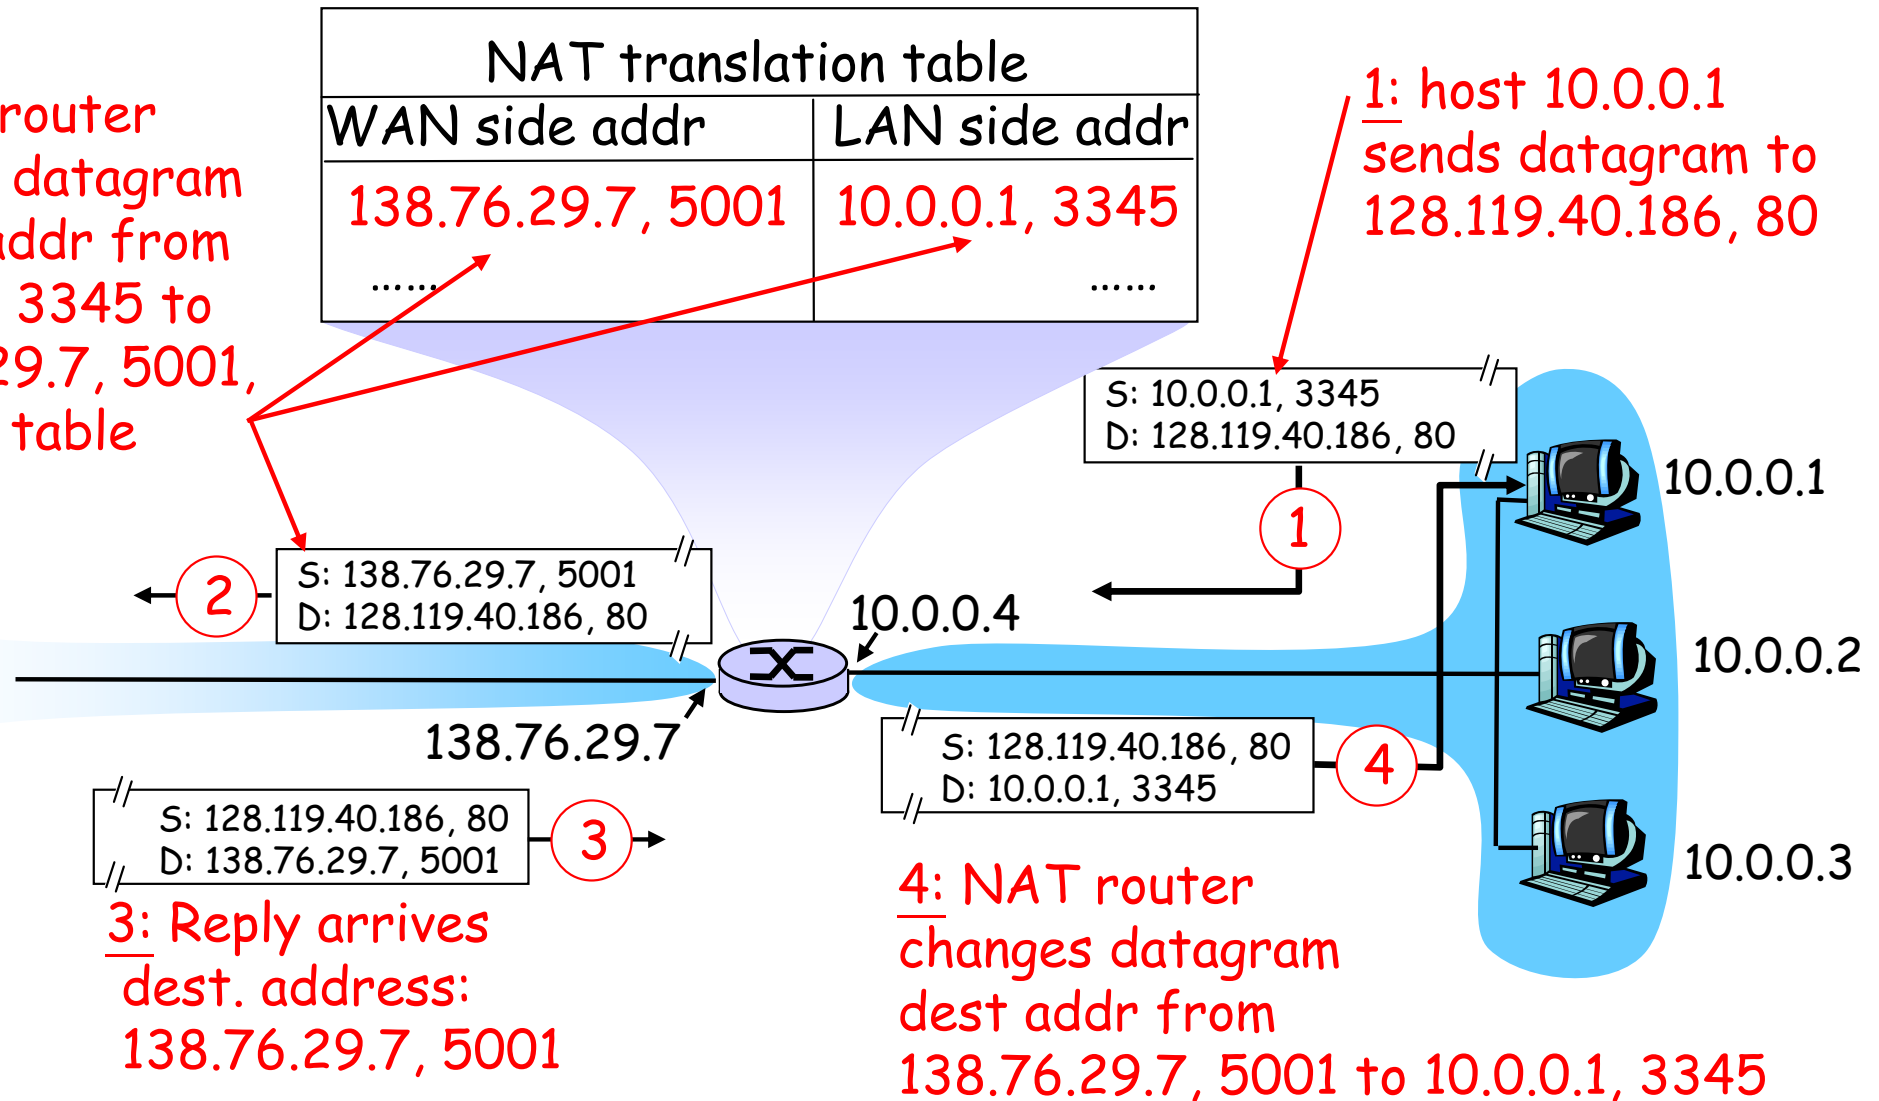 NAT translation table
WAN side addr
LAN side addr
138.76.29.7, 5001
10.0.0.1, 3345
......
......
router
datagram
addr from
3345 to
29.7, 5001,
table
1: host 10.0.0.1
sends datagram to
128.119.40.186, 80
S: 10.0.0.1, 3345
D: 128.119.40.186, 80
1
10.0.0.1
2
S: 138.76.29.7, 5001
D: 128.119.40.186, 80
10.0.0.4
10.0.0.2
138.76.29.7
S: 128.119.40.186, 80
D: 10.0.0.1, 3345
4
S: 128.119.40.186, 80
D: 138.76.29.7, 5001
3
10.0.0.3
3: Reply arrives
dest. address:
138.76.29.7, 5001
4: NAT router
changes datagram
dest addr from
138.76.29.7, 5001 to 10.0.0.1, 3345